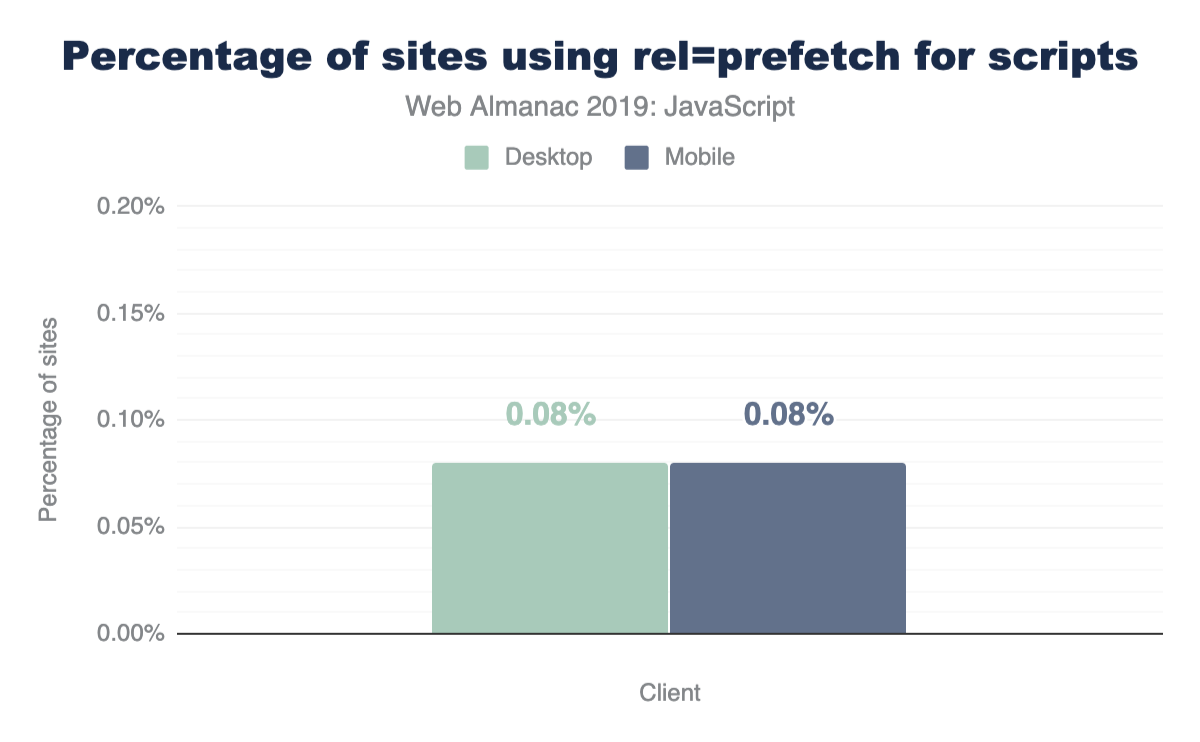 Percentage of sites using rel=prefetch for scripts
Web Almanac 2019: JavaScript
Desktop Mobile
0.20%
0.15%
0.10%
0.05%
0.00%
Percentage of sites
0.08% 0.08%
Client